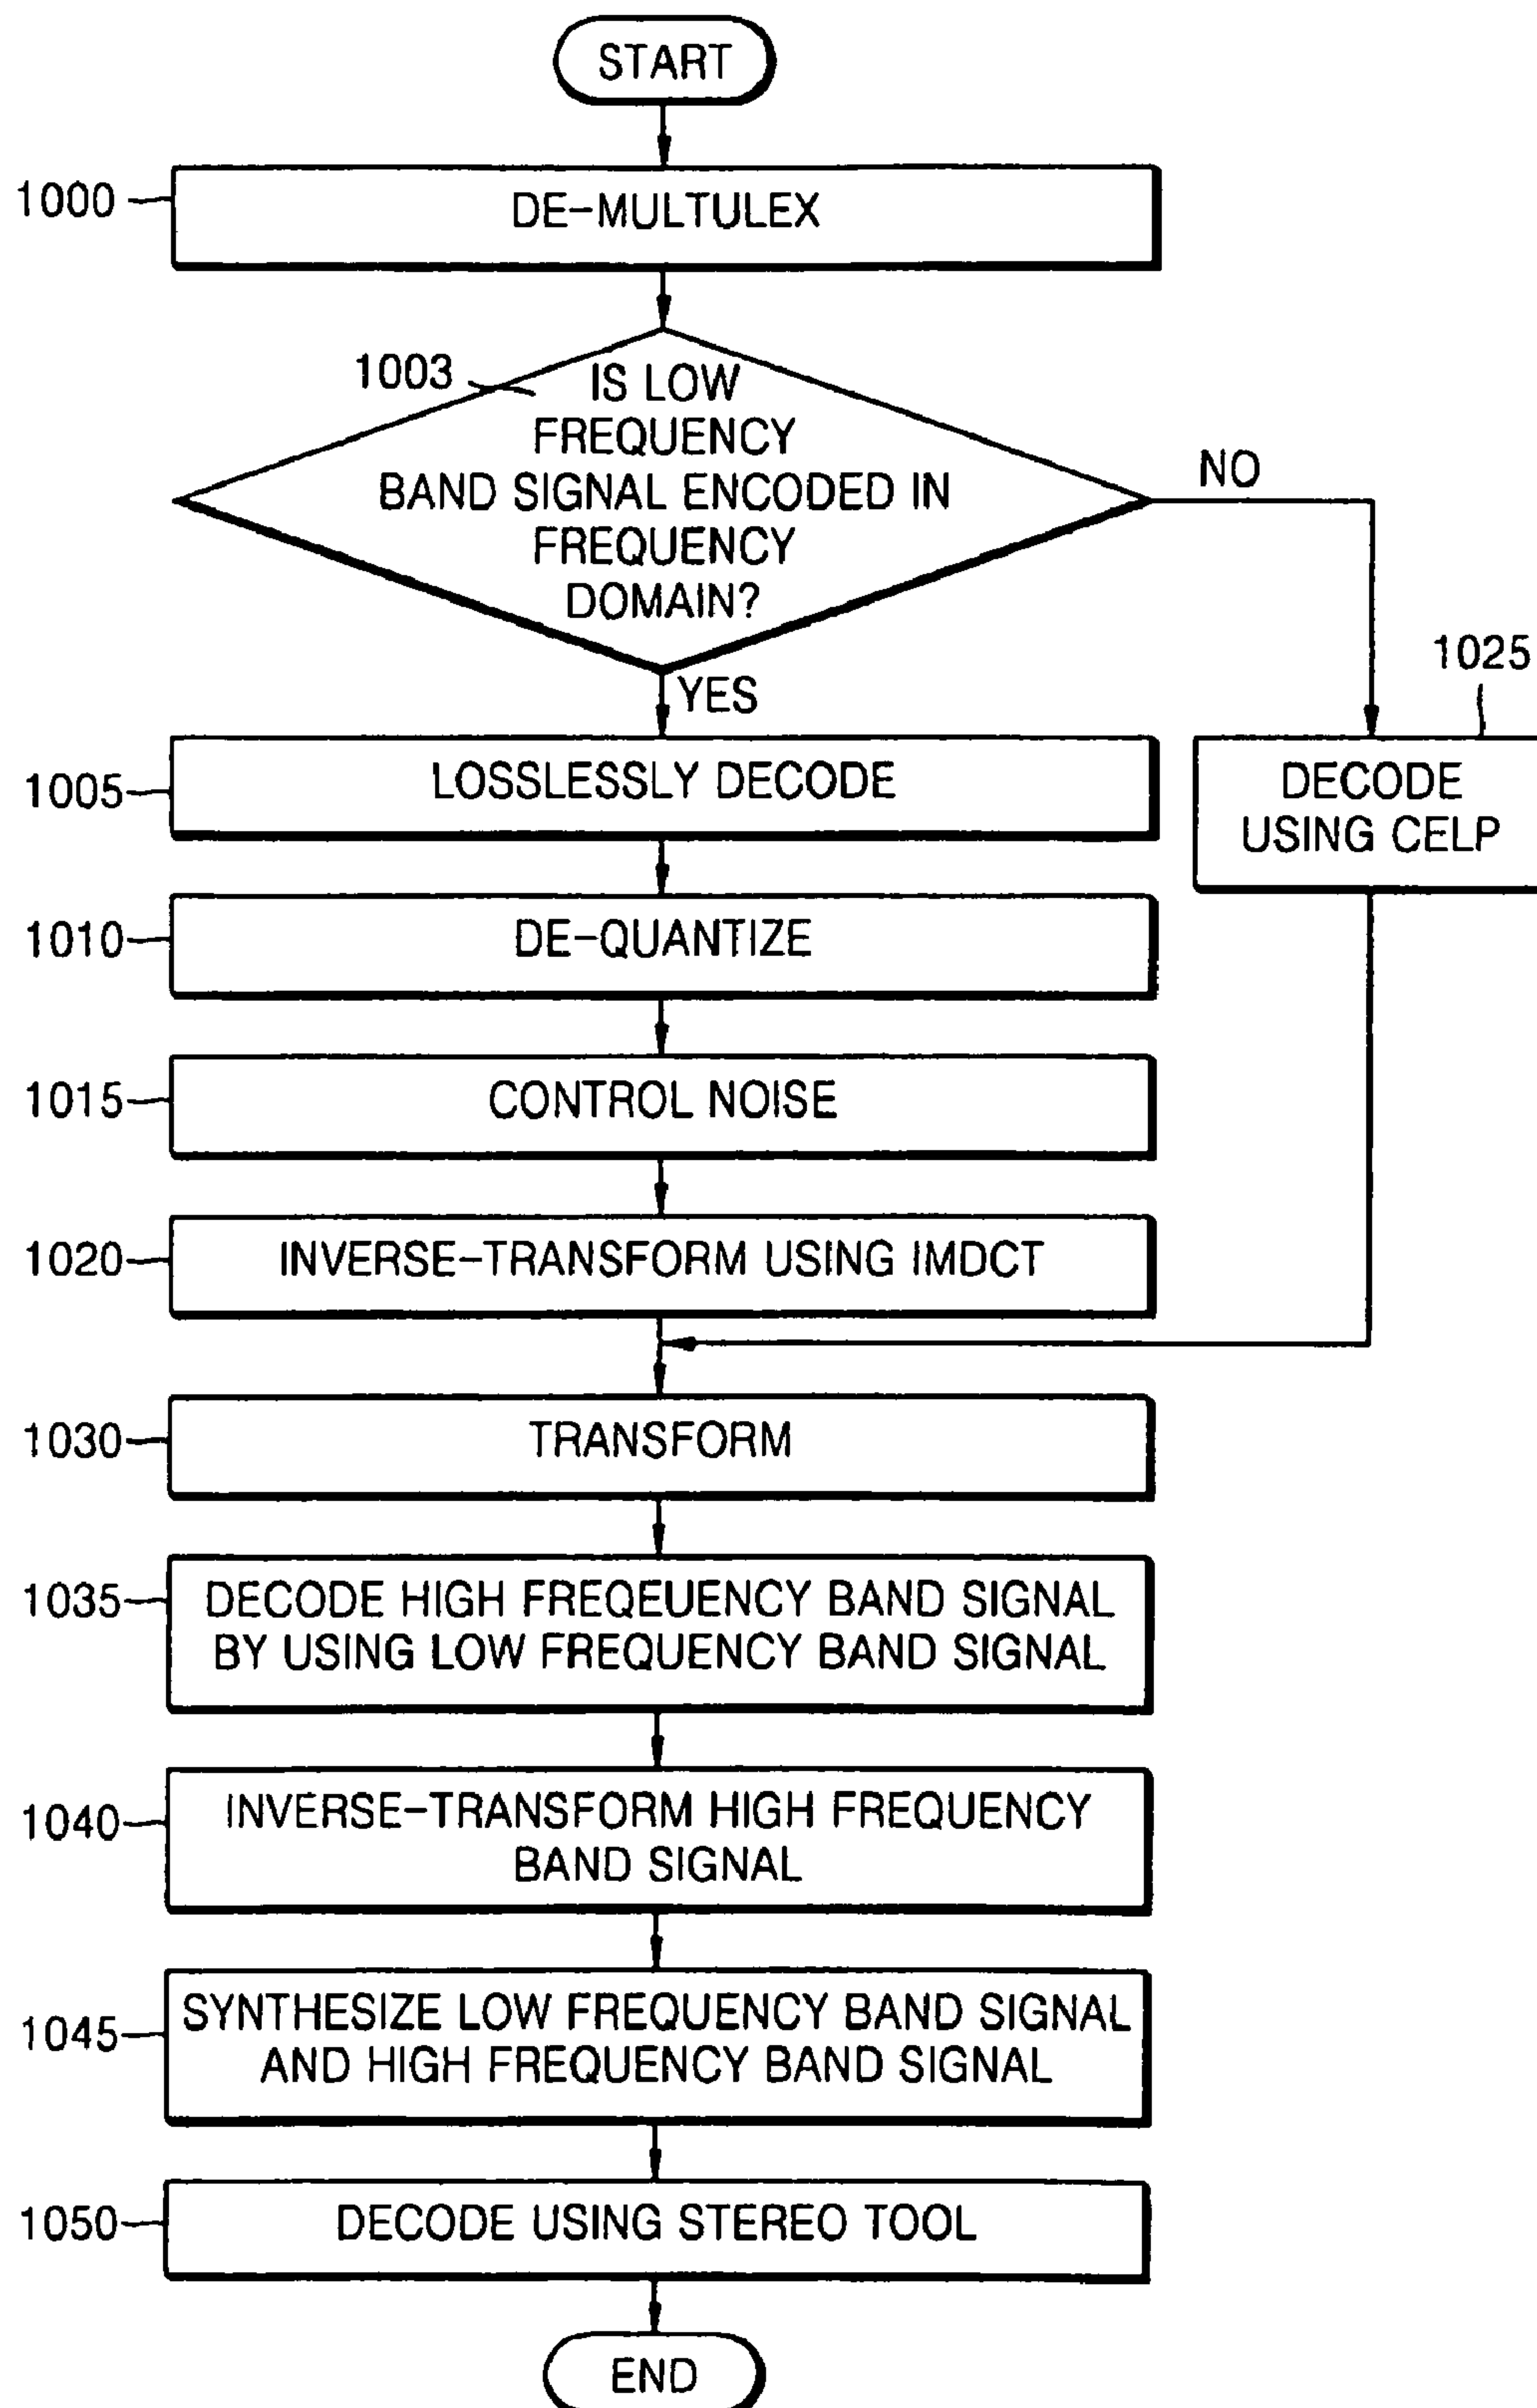 START
1000
DE-MULTULEX
1003
IS LOW
FREQUENCY
BAND SIGNAL ENCODED IN
FREQUENCY
DOMAIN?
NO
YES
1025
DECODE
USING CELP
1005
LOSSLESSLY DECODE
1010
DE-QUANTIZE
1015
CONTROL NOISE
1020
INVERSE-TRANSFORM USING IMDCT
1030
TRANSFORM
1035
DECODE HIGH FREQEUENCY BAND SIGNAL
BY USING LOW FREQUENCY BAND SIGNAL
1040
INVERSE-TRANSFORM HIGH FREQUENCY
BAND SIGNAL
1045
SYNTHESIZE LOW FREQUENCY BAND SIGNAL
AND HIGH FREQUENCY BAND SIGNAL
1050
DECODE USING STEREO TOOL
END